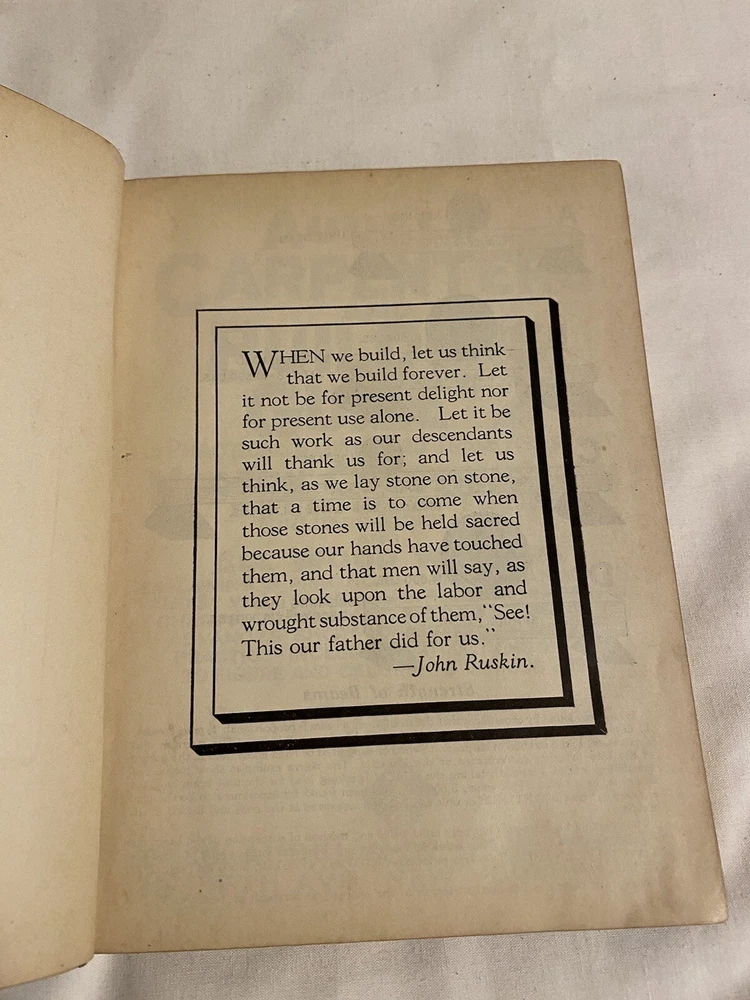 WHEN we build, let us think
that we build forever. Let
it not be for present delight nor
for present use alone. Let it be
such work as our descendants
will thank us for; and let us
think, as we lay stone on stone,
that a time is to come when
those stones will be held sacred
because our hands have touched
them, and that men will say, as
they look upon the labor and
wrought substance of them, "See!
This our father did for us."
—John Ruskin.
Strength of Beams